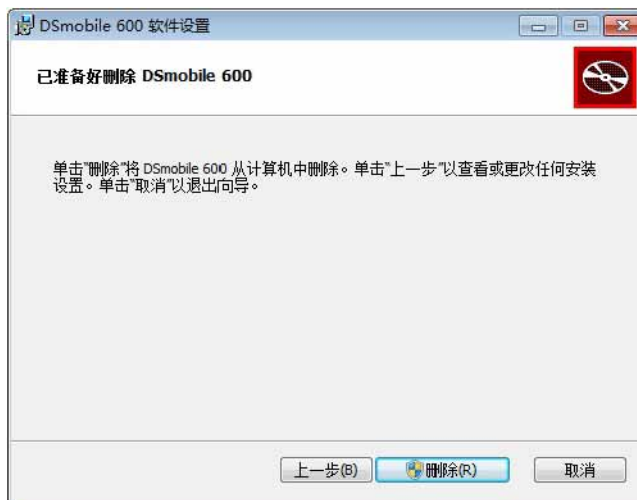 DSmobile 600 软件设置
已准备好删除 DSmobile 600
单击"删除"将 DSmobile 600 从计算机中删除。单击"上一步"以查看或更改任何安装
设置。单击"取消"以退出向导。
上一步(B) 删除(R) 取消